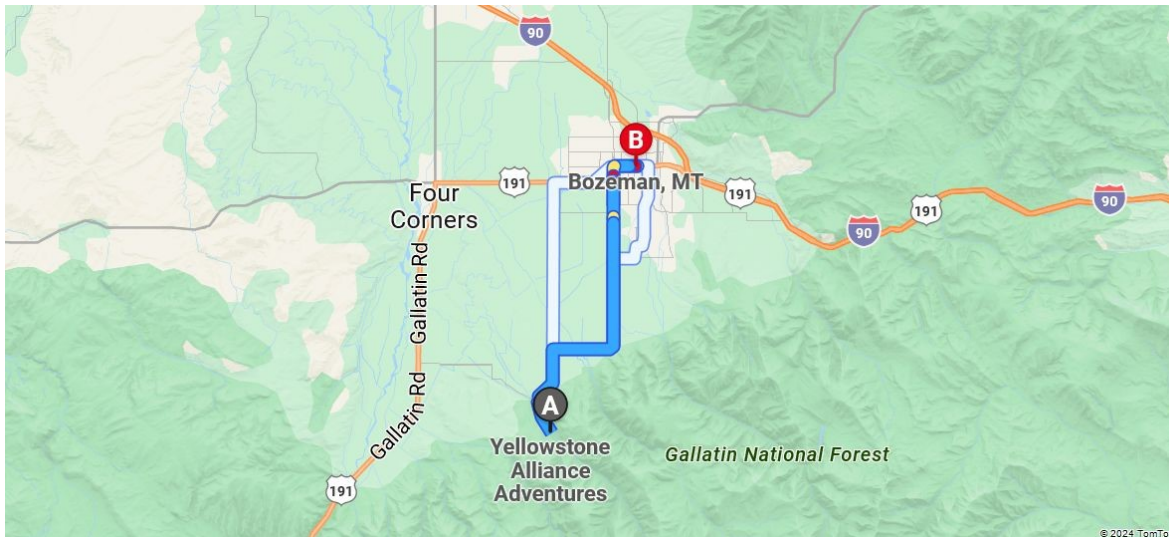 90
B
191
Bozeman, MT
191
Four
Corners
90
191
90
Gallatin Rd
Gallatin Rd
A
Yellowstone
Alliance
Adventures
Gallatin National Forest
191
© 2024 TomTo